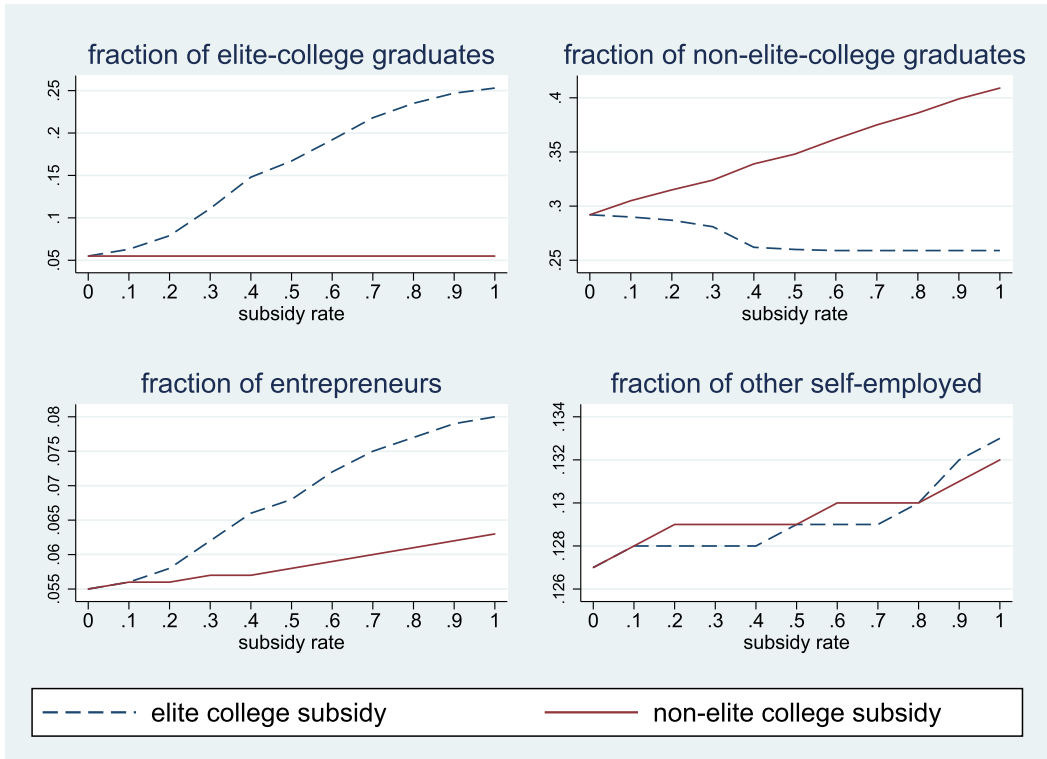 fraction of elite-college graduates
.25
.2
.15
.1
.05
0 .1 .2 .3 .4 .5 .6 .7 .8 .9 1
subsidy rate
fraction of non-elite-college graduates
.4
.35
.3
.25
0 .1 .2 .3 .4 .5 .6 .7 .8 .9 1
subsidy rate
fraction of entrepreneurs
.08
.075
.07
.065
.06
.055
0 .1 .2 .3 .4 .5 .6 .7 .8 .9 1
subsidy rate
fraction of other self-employed
.134
.132
.13
.128
.126
0 .1 .2 .3 .4 .5 .6 .7 .8 .9 1
subsidy rate
elite college subsidy
non-elite college subsidy